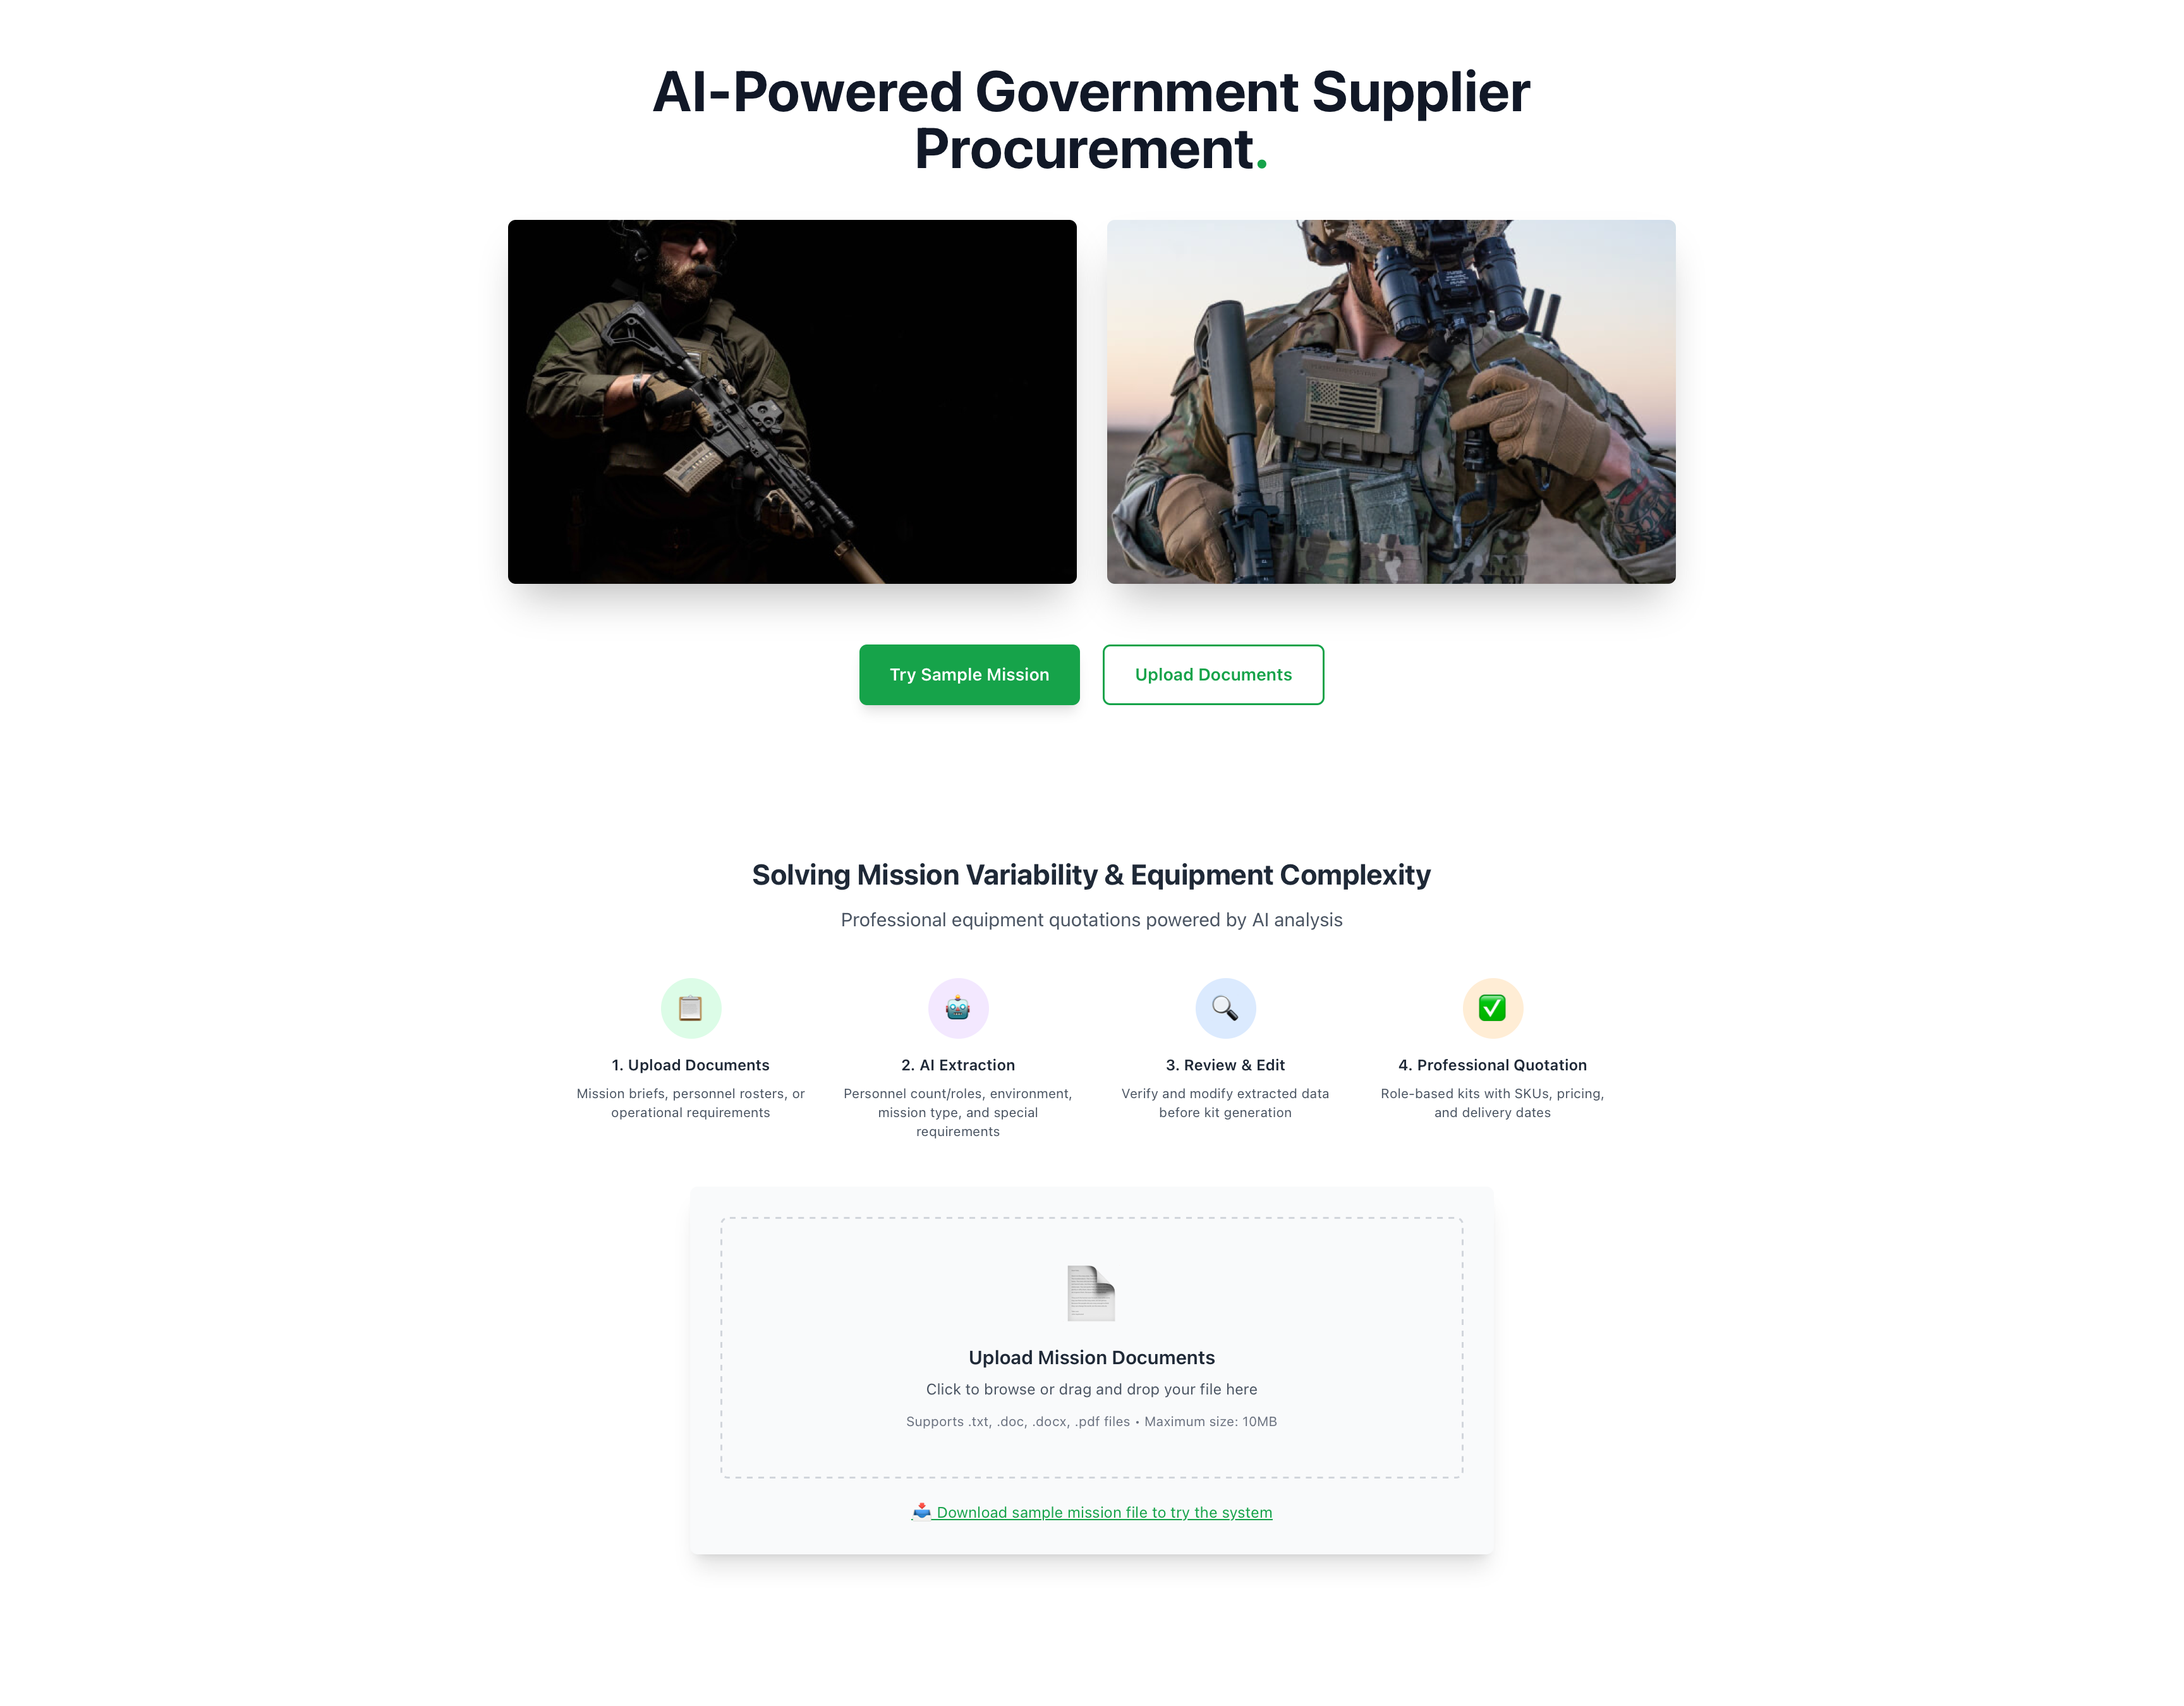 AI-Powered Government Supplier
Procurement.
Try Sample Mission
Upload Documents
Solving Mission Variability & Equipment Complexity
Professional equipment quotations powered by AI analysis
1. Upload Documents
Mission briefs, personnel rosters, or
operational requirements
2. AI Extraction
Personnel count/roles, environment,
mission type, and special
requirements
3. Review & Edit
Verify and modify extracted data
before kit generation
4. Professional Quotation
Role-based kits with SKUs, pricing,
and delivery dates
Upload Mission Documents
Click to browse or drag and drop your file here
Supports .txt, .doc, .docx, .pdf files • Maximum size: 10MB
Download sample mission file to try the system